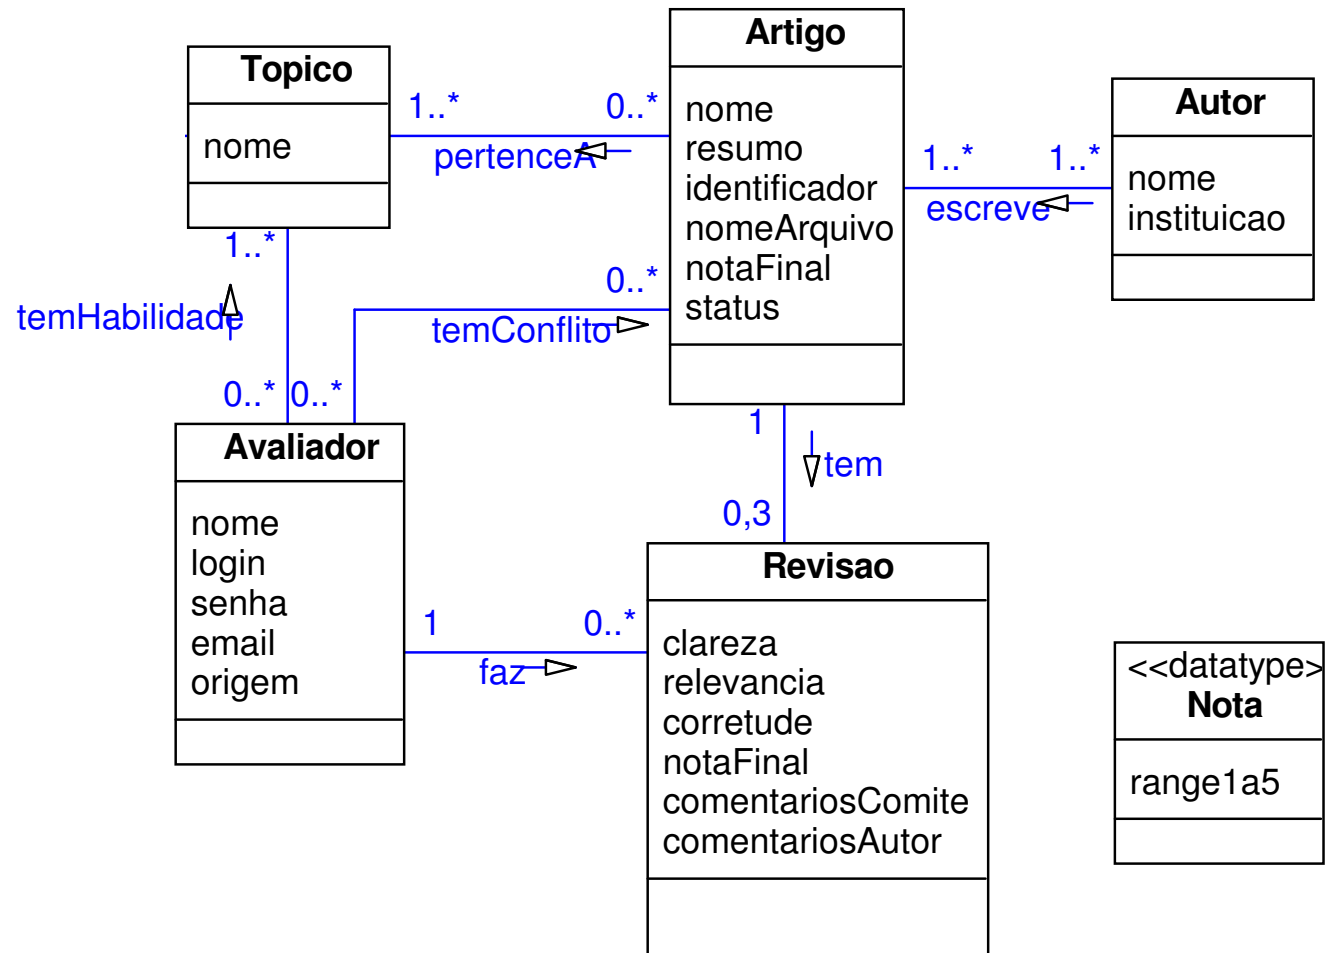 Topico
nome
1..*
0..*
pertenceA
Artigo
nome
resumo
identificador
nomeArquivo
notaFinal
status
1..*
1..*
escreve
Autor
nome
instituicao
1..*
temHabilidade
0..*
0..*
0..*
temConflito
Avaliador
nome
login
senha
email
origem
1
tem
0,3
1
0..*
faz
Revisao
clareza
relevancia
corretude
notaFinal
comentariosComite
comentariosAutor
<<datatype>
Nota
range1a5